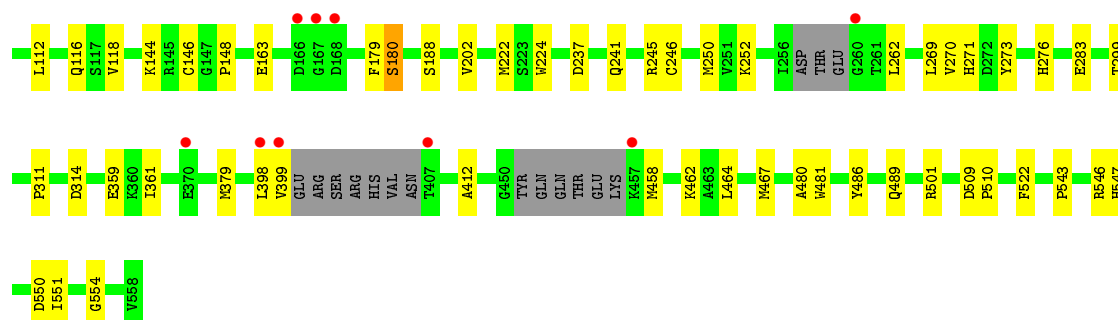 L112 Q116 S117 V118 K144 R145 C146 G147 P148 E163 D166 G167 D168 F179 S180 S188 V202 M222 S223 W224 D237 Q241 R245 C246 M250 V251 K252 I256 ASP THR GLU G260 T261 L262 L269 V270 H271 D272 Y273 H276 E283 T299
P311 D314 E359 K360 I361 E370 M379 L398 V399 GLU ARG SER ARG HIS VAL ASN T407 A412 G450 TYR GLN GLN THR GLU LYS K457 M458 K462 A463 L464 M467 A480 W481 Y486 Q489 R501 D509 P510 F522 P543 R546 H547
D550 I551 G554 V558